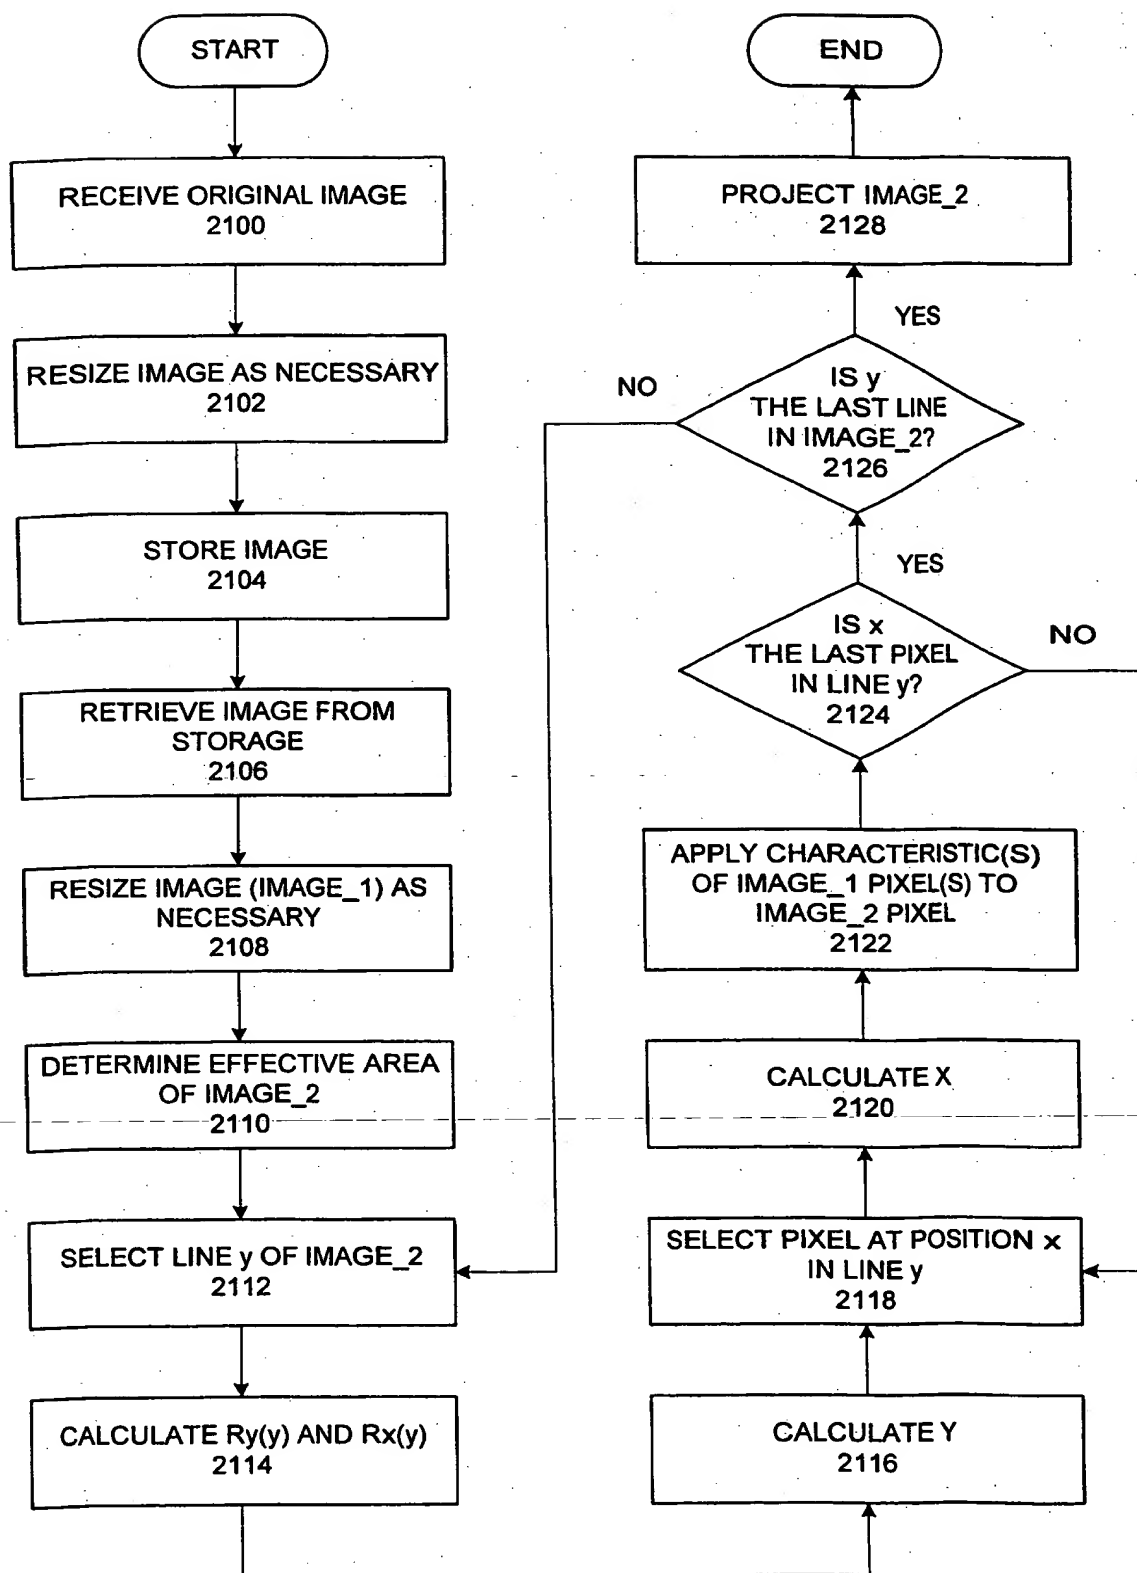 START
RECEIVE ORIGINAL IMAGE
2100
RESIZE IMAGE AS NECESSARY
2102
STORE IMAGE
2104
RETRIEVE IMAGE FROM
STORAGE
2106
RESIZE IMAGE (IMAGE_1) AS
NECESSARY
2108
DETERMINE EFFECTIVE AREA
OF IMAGE_2
2110
SELECT LINE y OF IMAGE_2
2112
CALCULATE Ry(y) AND Rx(y)
2114
END
PROJECT IMAGE_2
2128
YES
NO
IS y
THE LAST LINE
IN IMAGE_2?
2126
YES
IS x
THE LAST PIXEL
IN LINE y?
2124
NO
APPLY CHARACTERISTIC(S)
OF IMAGE_1 PIXEL(S) TO
IMAGE_2 PIXEL
2122
CALCULATE X
2120
SELECT PIXEL AT POSITION x
IN LINE y
2118
CALCULATE Y
2116